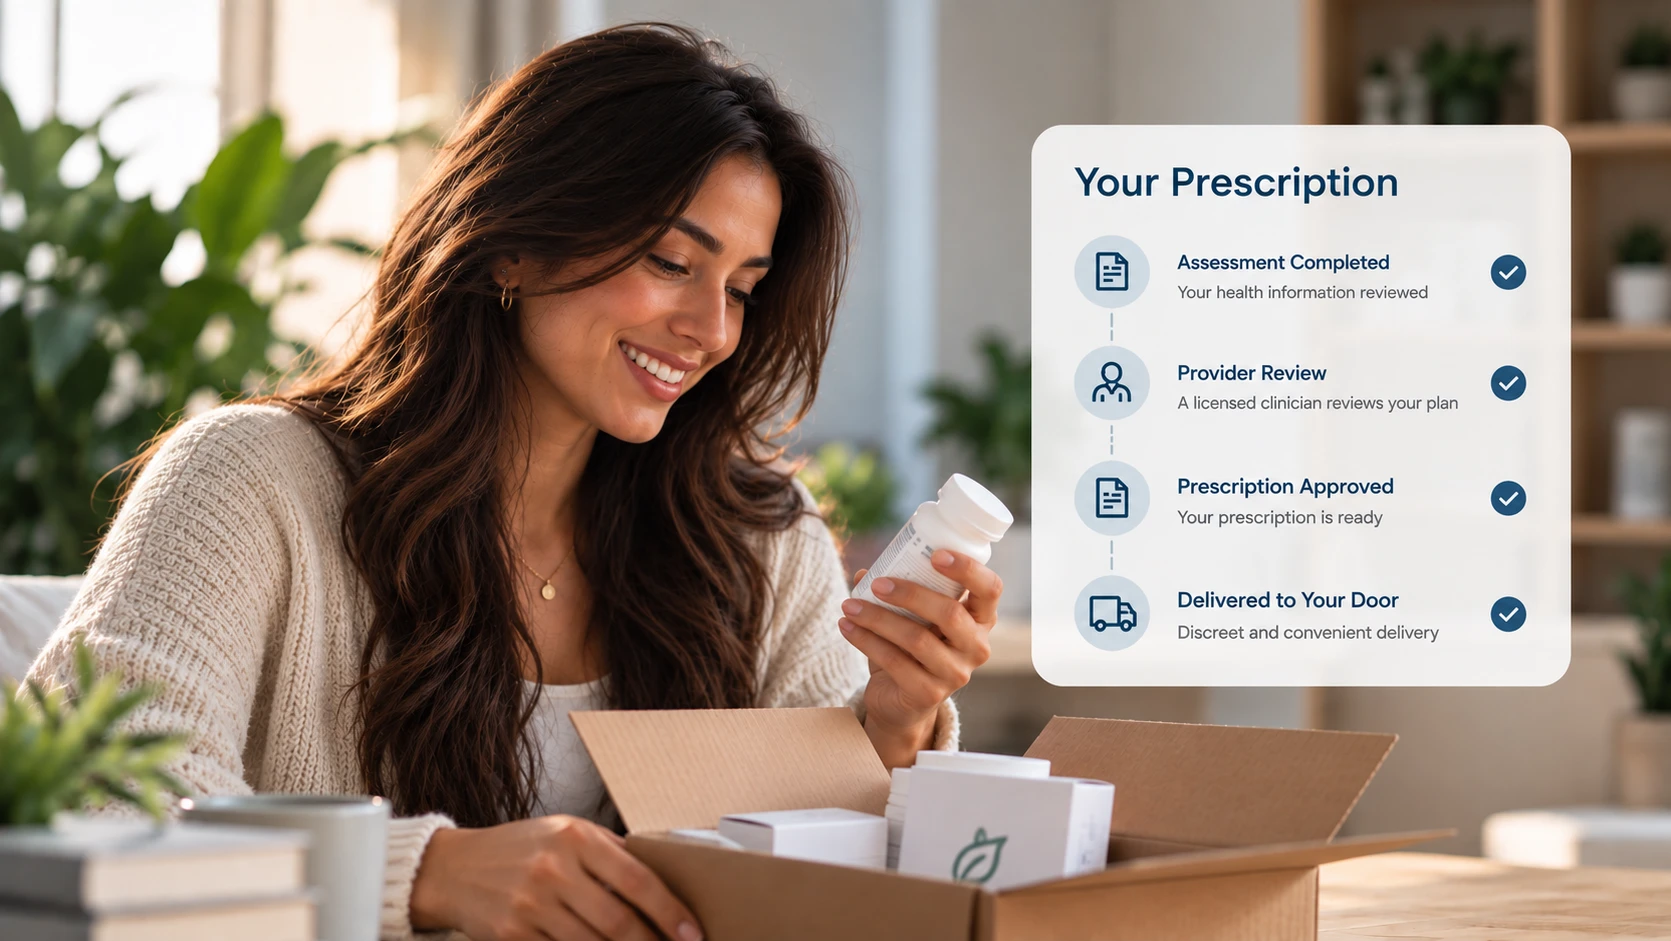 Your Prescription
Assessment Completed
Your health information reviewed
Provider Review
A licensed clinician reviews your plan
Prescription Approved
Your prescription is ready
Delivered to Your Door
Discreet and convenient delivery